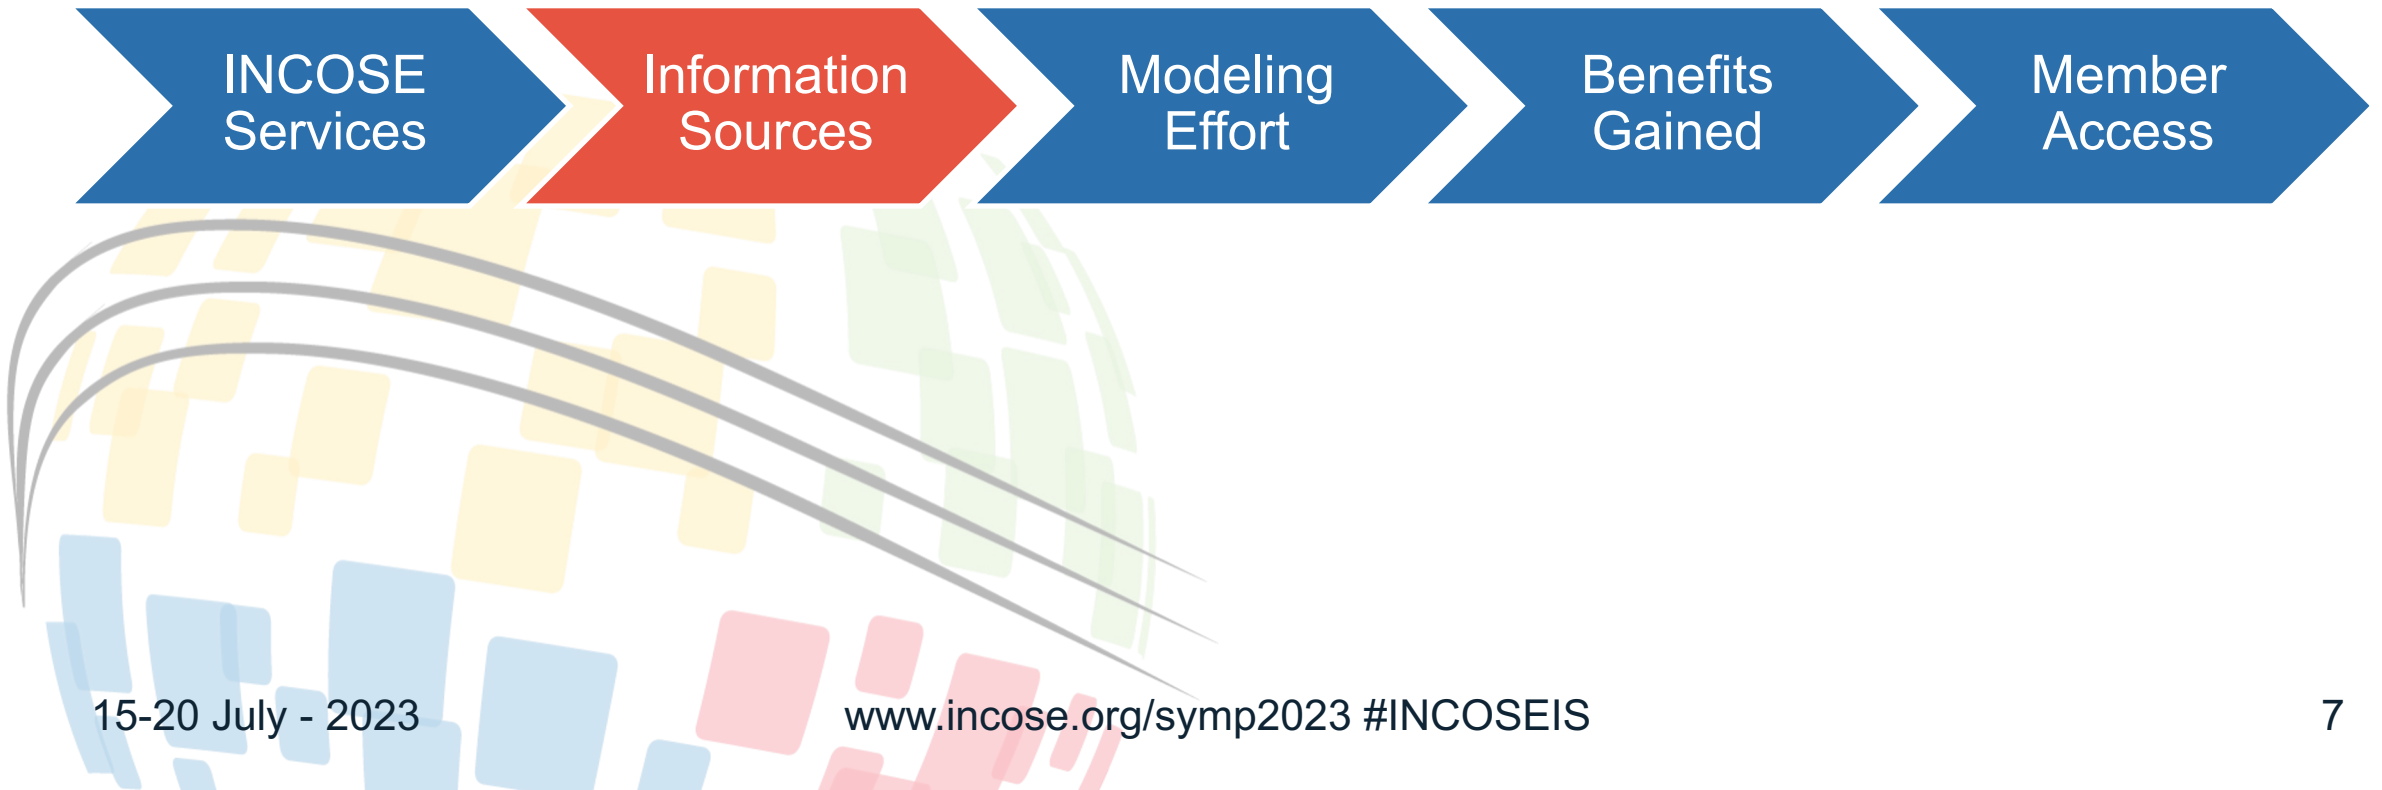 INCOSE
Services
Information
Sources
Modeling
Effort
Benefits
Gained
Member
Access
15-20 July - 2023
www.incose.org/symp2023 #INCOSEIS
7